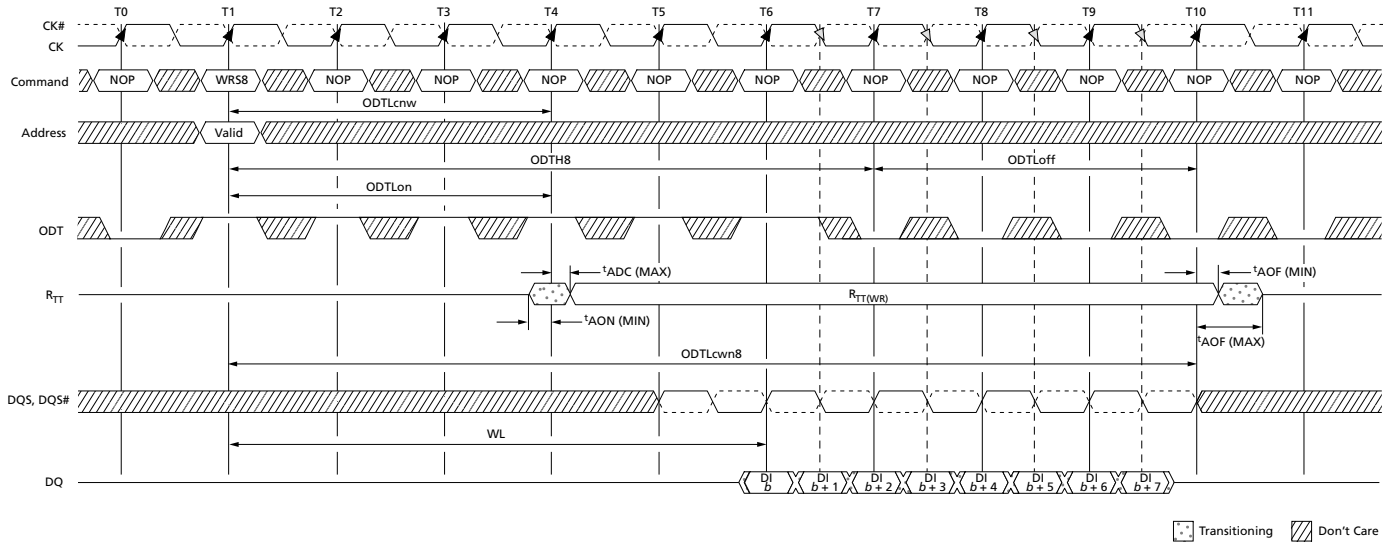 T0 T1 T2 T3 T4 T5 T6 T7 T8 T9 T10 T11
CK#
CK
Command NOP WRS8 NOP NOP NOP NOP NOP NOP NOP NOP NOP NOP
ODTLcnw
Address Valid
ODTH8 ODTLoff
ODTLon
ODT
tADC (MAX) tAOF (MIN)
RTT RTT(WR)
tAON (MIN)
tAOF (MAX)
ODTLcwn8
DQS, DQS#
WL
DQ DI b DI b + 1 DI b + 2 DI b + 3 DI b + 4 DI b + 5 DI b + 6 DI b + 7
Transitioning Don't Care